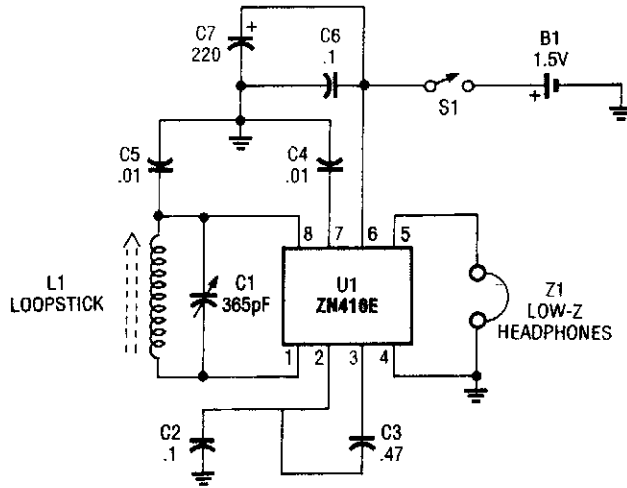 C7
220
+
C6
.1
B1
1.5V
+
S1
C5
.01
C4
.01
8
7
6
5
L1
LOOPSTICK
C1
365pF
U1
ZN416E
Z1
LOW-Z
HEADPHONES
1
2
3
4
C2
.1
C3
.47